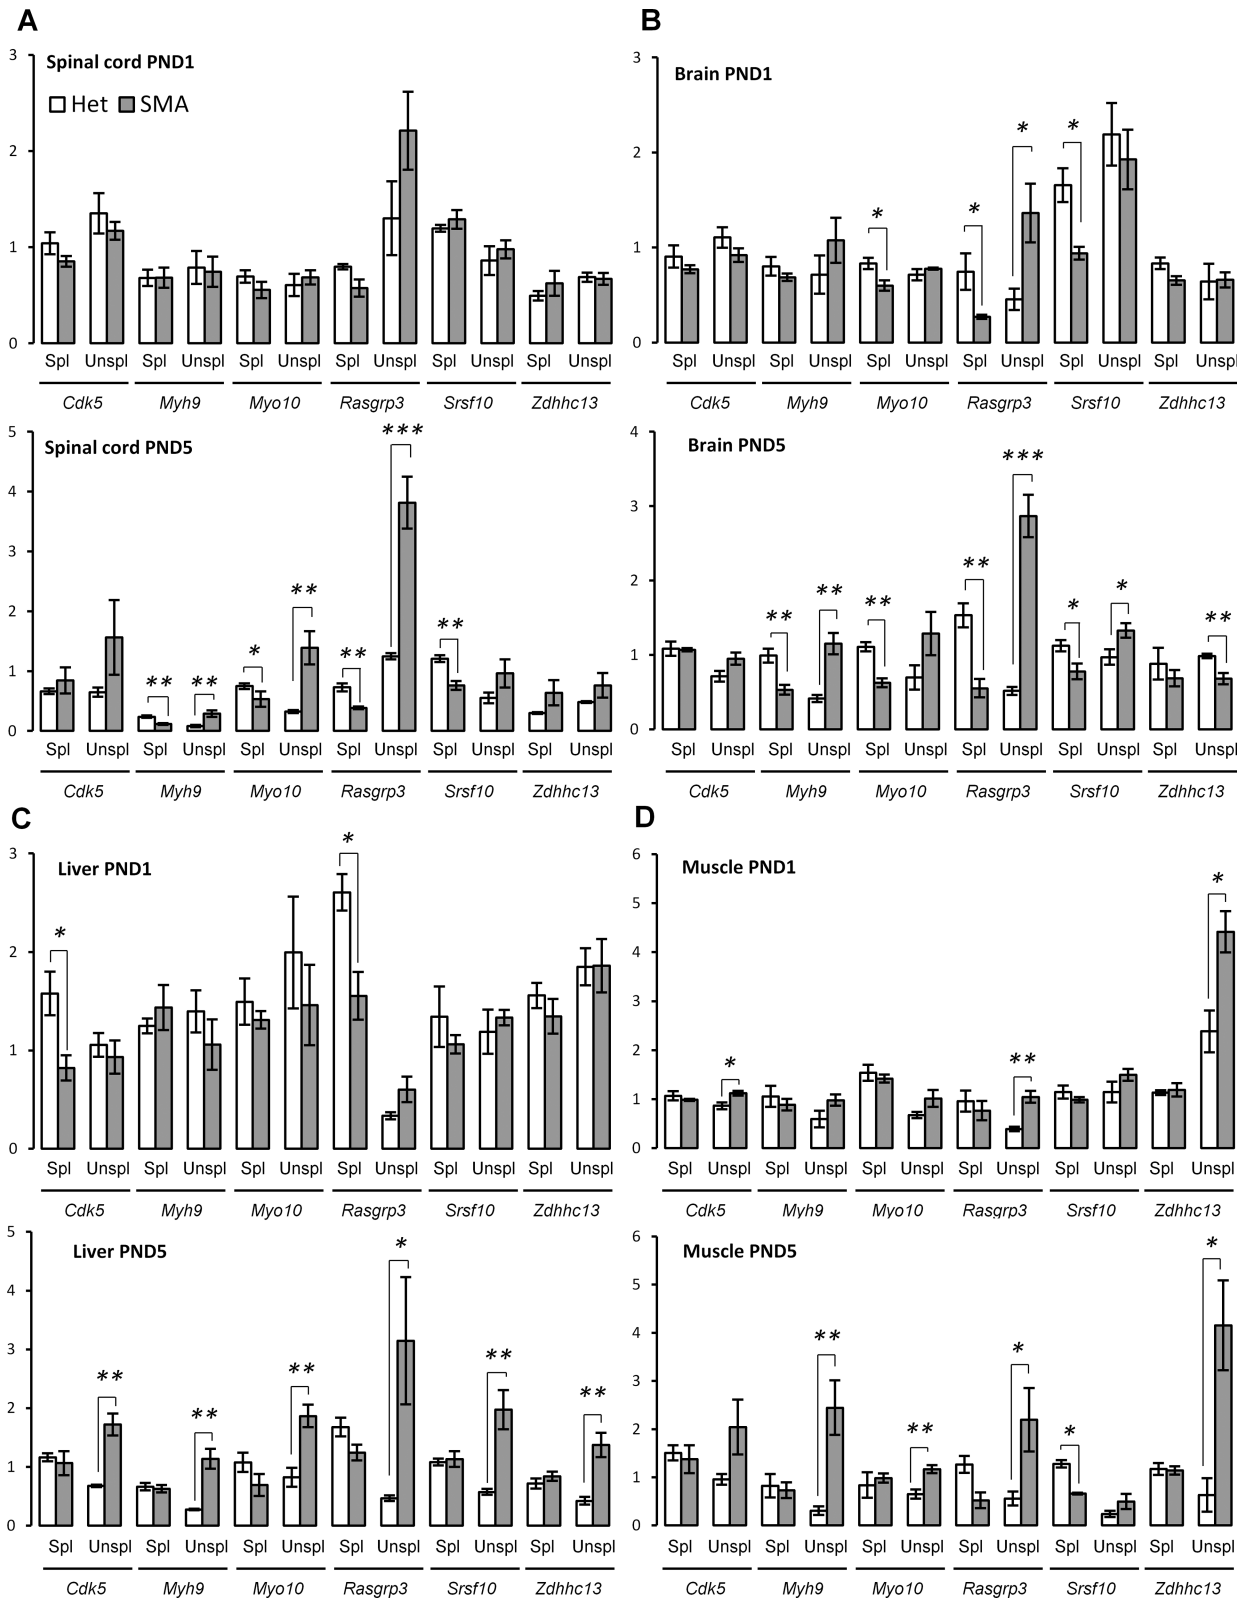 A
Spinal cord PND1
Het SMA
3
2
1
0
Spl Unspl Spl Unspl Spl Unspl Spl Unspl Spl Unspl Spl Unspl
Cdk5 Myh9 Myo10 Rasgrp3 Srsf10 Zdhhc13
Spinal cord PND5
5
4
3
2
1
0
** ** * ** ** *** **
Spl Unspl Spl Unspl Spl Unspl Spl Unspl Spl Unspl Spl Unspl
Cdk5 Myh9 Myo10 Rasgrp3 Srsf10 Zdhhc13
B
Brain PND1
3
2
1
0
* * * *
Spl Unspl Spl Unspl Spl Unspl Spl Unspl Spl Unspl Spl Unspl
Cdk5 Myh9 Myo10 Rasgrp3 Srsf10 Zdhhc13
Brain PND5
4
3
2
1
0
** ** ** ** *** * * **
Spl Unspl Spl Unspl Spl Unspl Spl Unspl Spl Unspl Spl Unspl
Cdk5 Myh9 Myo10 Rasgrp3 Srsf10 Zdhhc13
C
Liver PND1
3
2
1
0
* *
Spl Unspl Spl Unspl Spl Unspl Spl Unspl Spl Unspl Spl Unspl
Cdk5 Myh9 Myo10 Rasgrp3 Srsf10 Zdhhc13
Liver PND5
5
4
3
2
1
0
** ** ** * ** **
Spl Unspl Spl Unspl Spl Unspl Spl Unspl Spl Unspl Spl Unspl
Cdk5 Myh9 Myo10 Rasgrp3 Srsf10 Zdhhc13
D
Muscle PND1
6
5
4
3
2
1
0
* ** *
Spl Unspl Spl Unspl Spl Unspl Spl Unspl Spl Unspl Spl Unspl
Cdk5 Myh9 Myo10 Rasgrp3 Srsf10 Zdhhc13
Muscle PND5
6
5
4
3
2
1
0
** ** * * *
Spl Unspl Spl Unspl Spl Unspl Spl Unspl Spl Unspl Spl Unspl
Cdk5 Myh9 Myo10 Rasgrp3 Srsf10 Zdhhc13